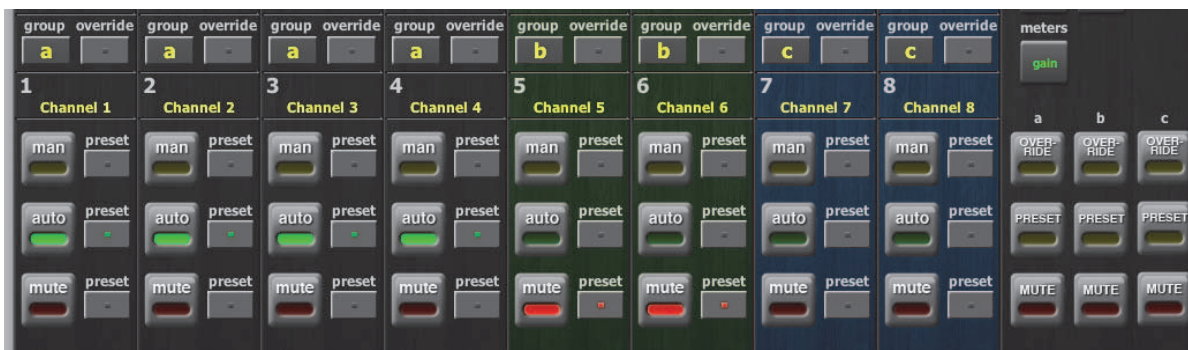 group override group override group override group override group override group override group override group override meters
a a a a b b c c gain
1 2 3 4 5 6 7 8
Channel 1 Channel 2 Channel 3 Channel 4 Channel 5 Channel 6 Channel 7 Channel 8
a b c
man preset man preset man preset man preset man preset man preset man preset man preset OVER-RIDE OVER-RIDE OVER-RIDE
auto preset auto preset auto preset auto preset auto preset auto preset auto preset auto preset PRESET PRESET PRESET
mute preset mute preset mute preset mute preset mute preset mute preset mute preset mute preset MUTE MUTE MUTE